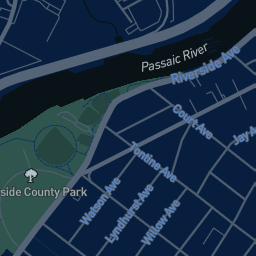 Passaic River
Riverside Ave
Court Ave
Jay A
Tontine Ave
side County Park
Watson Ave
Lyndhurst Ave
Willow Ave